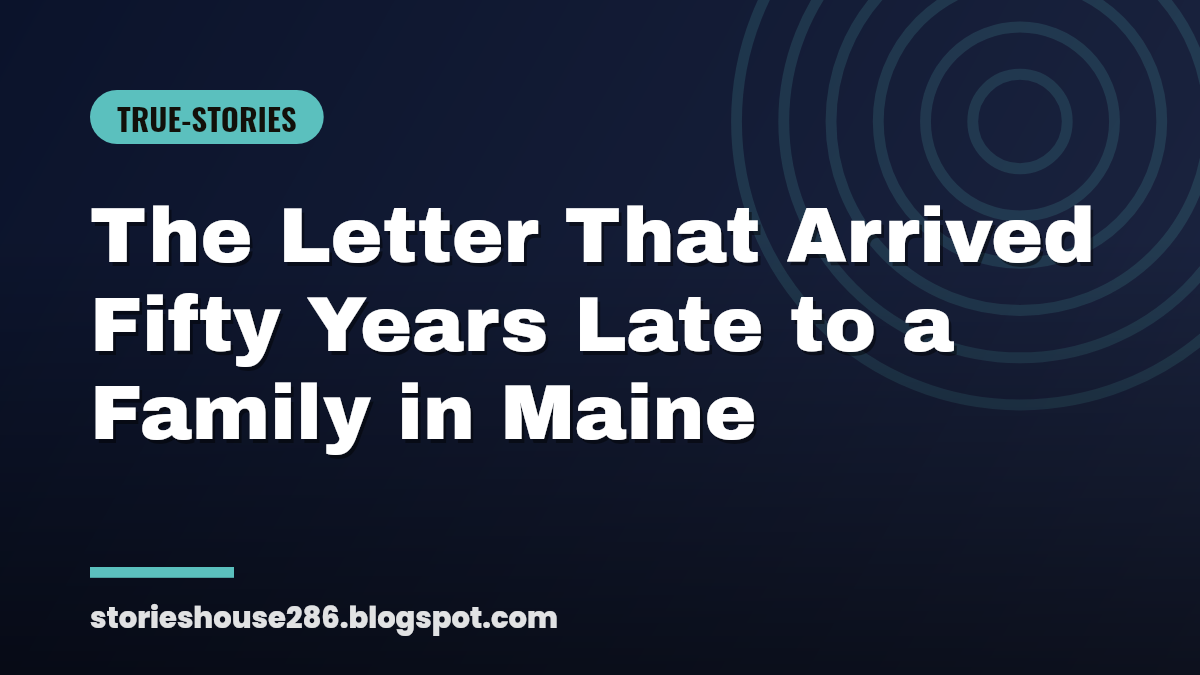 TRUE-STORIES
The Letter That Arrived
Fifty Years Late to a
Family in Maine
storieshouse286.blogspot.com